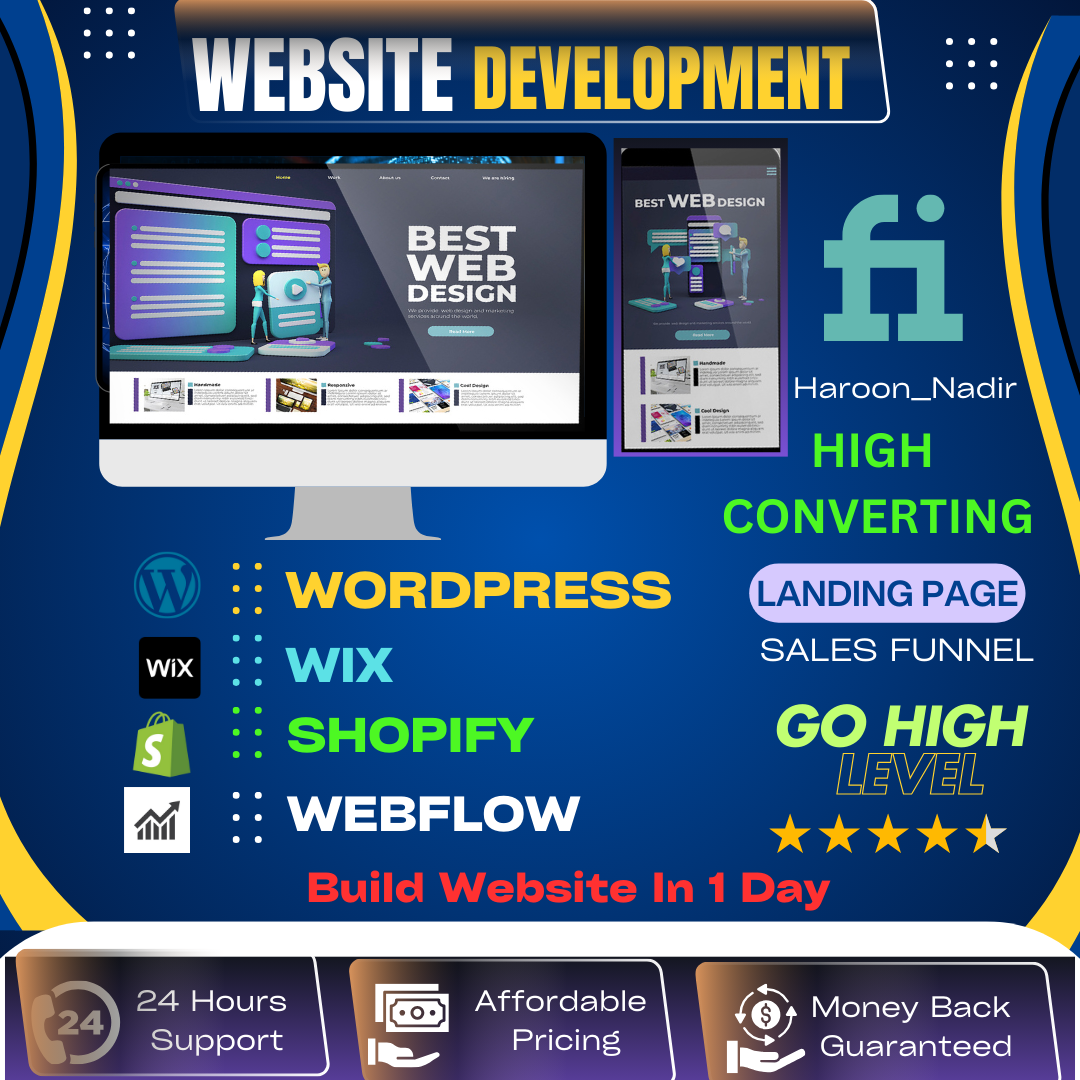 WEBSITE DEVELOPMENT
Home Work About us Contact We are hiring
BEST
WEB
DESIGN
We provide web design and marketing
services around the world.
Read More
Handmade
Responsive
Cool Design
BEST WEB DESIGN
Read More
Handmade
Cool Design
fi
Haroon_Nadir
HIGH
CONVERTING
LANDING PAGE
SALES FUNNEL
GO HIGH
LEVEL
W
WORDPRESS
WiX
WIX
S
SHOPIFY
WEBFLOW
Build Website In 1 Day
24
24 Hours
Support
Affordable
Pricing
$
Money Back
Guaranteed